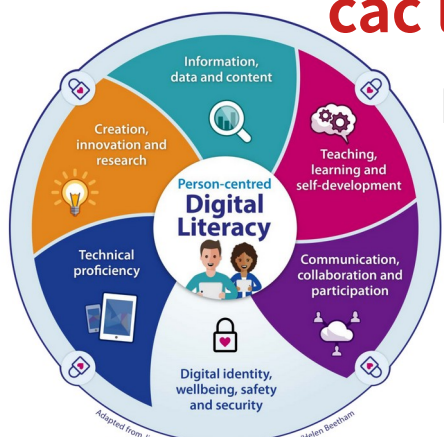 các
Information,
data and content
Teaching,
learning and
self-development
Communication,
collaboration and
participation
Digital identity,
wellbeing, safety
and security
Technical
proficiency
Creation,
innovation and
research
Person-centred
Digital
Literacy
Adapted from
Helen Beetham